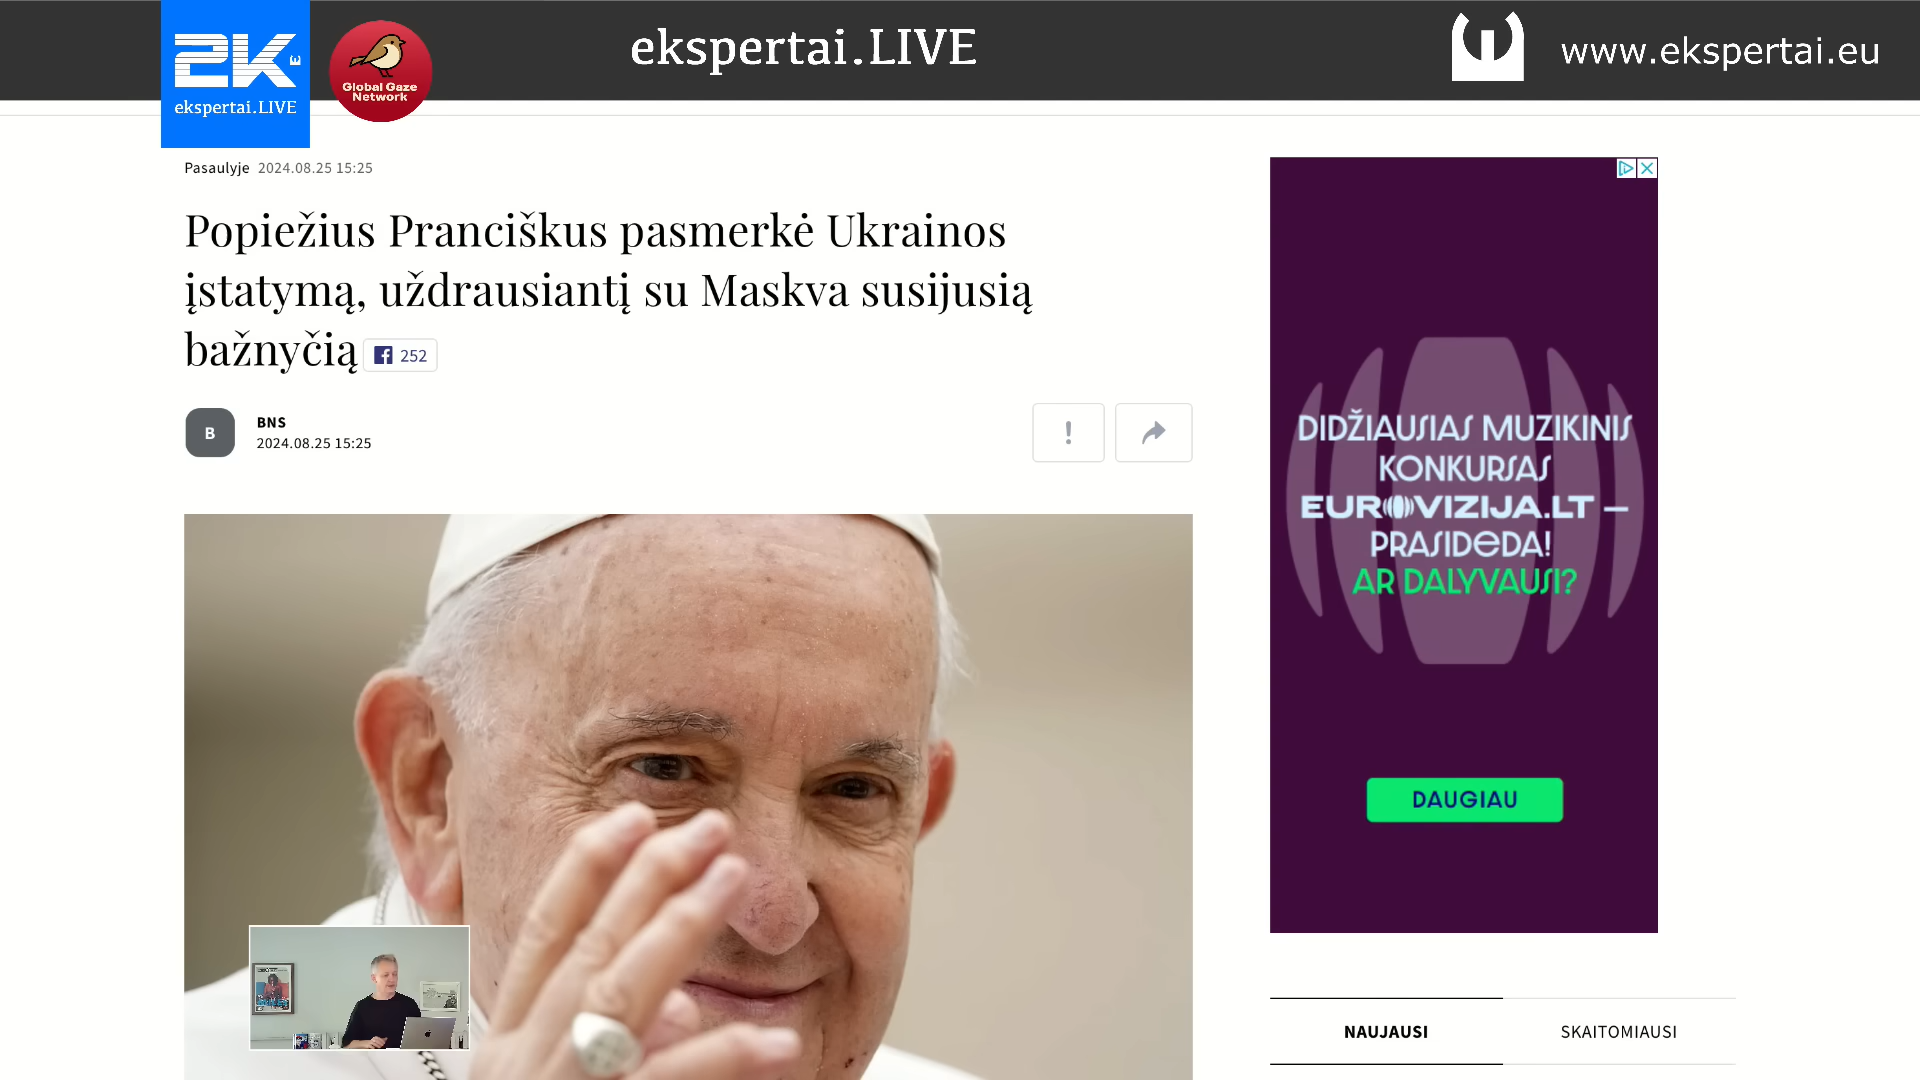 2K
ekspertai.LIVE
Global Gaze
Network
ekspertai.LIVE
www.ekspertai.eu
Pasaulyje 2024.08.25 15:25
Popiežius Pranciškus pasmerkė Ukrainos
įstatymą, uždrausiantį su Maskva susijusią
bažnyčią 252
B
BNS
2024.08.25 15:25
!
DIDŽIAUSIAS MUZIKINIS
KONKURSAS
EUROVIZIJA.LT –
PRASIDEDA!
AR DALYVAUSI?
DAUGIAU
NAUJAUSI
SKAITOMIAUSI